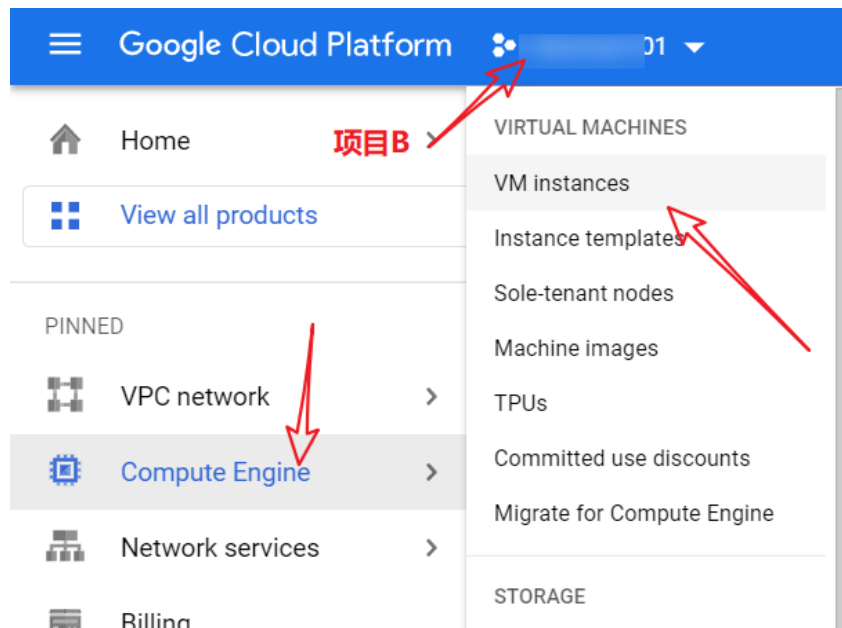 Google Cloud Platform
01
Home
项目B
View all products
PINNED
VPC network
Compute Engine
Network services
Billing
VIRTUAL MACHINES
VM instances
Instance templates
Sole-tenant nodes
Machine images
TPUs
Committed use discounts
Migrate for Compute Engine
STORAGE